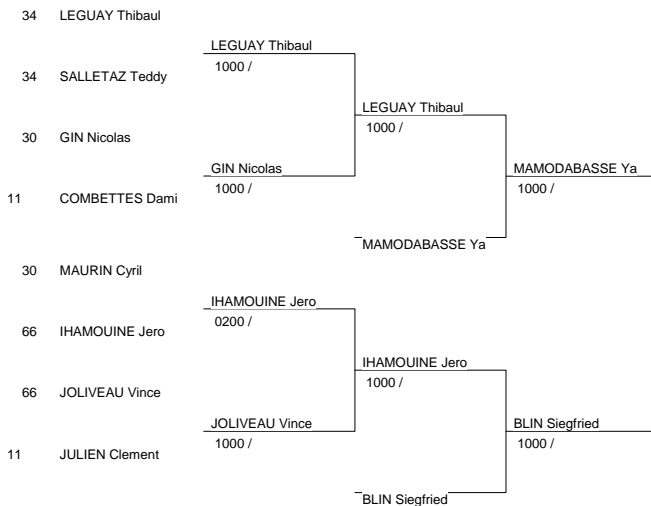 34 LEGUAY Thibaul
LEGUAY Thibaul
1000 /
34 SALLETAZ Teddy
LEGUAY Thibaul
1000 /
30 GIN Nicolas
GIN Nicolas
1000 /
MAMODABASSE Ya
1000 /
11 COMBETTES Dami
MAMODABASSE Ya
30 MAURIN Cyril
IHAMOUINE Jero
0200 /
66 IHAMOUINE Jero
IHAMOUINE Jero
1000 /
66 JOLIVEAU Vince
JOLIVEAU Vince
1000 /
BLIN Siegfried
1000 /
11 JULIEN Clement
BLIN Siegfried